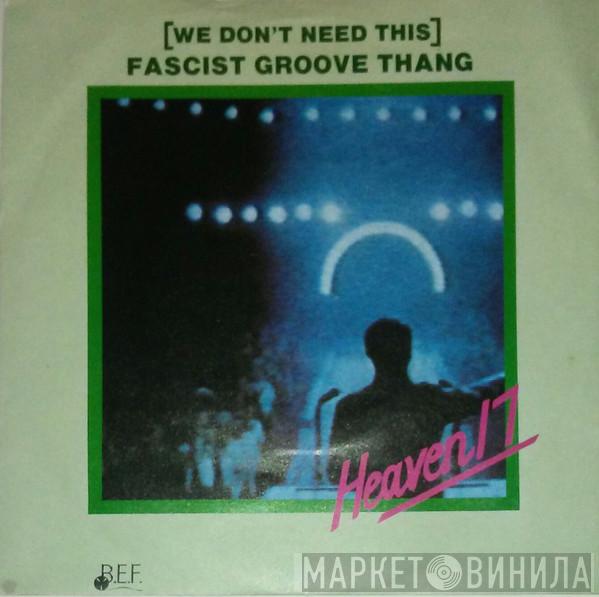 [WE DON'T NEED THIS]
FASCIST GROOVE THANG
Heaven 17
B.E.F.
МАРКЕТ ВИНИЛА